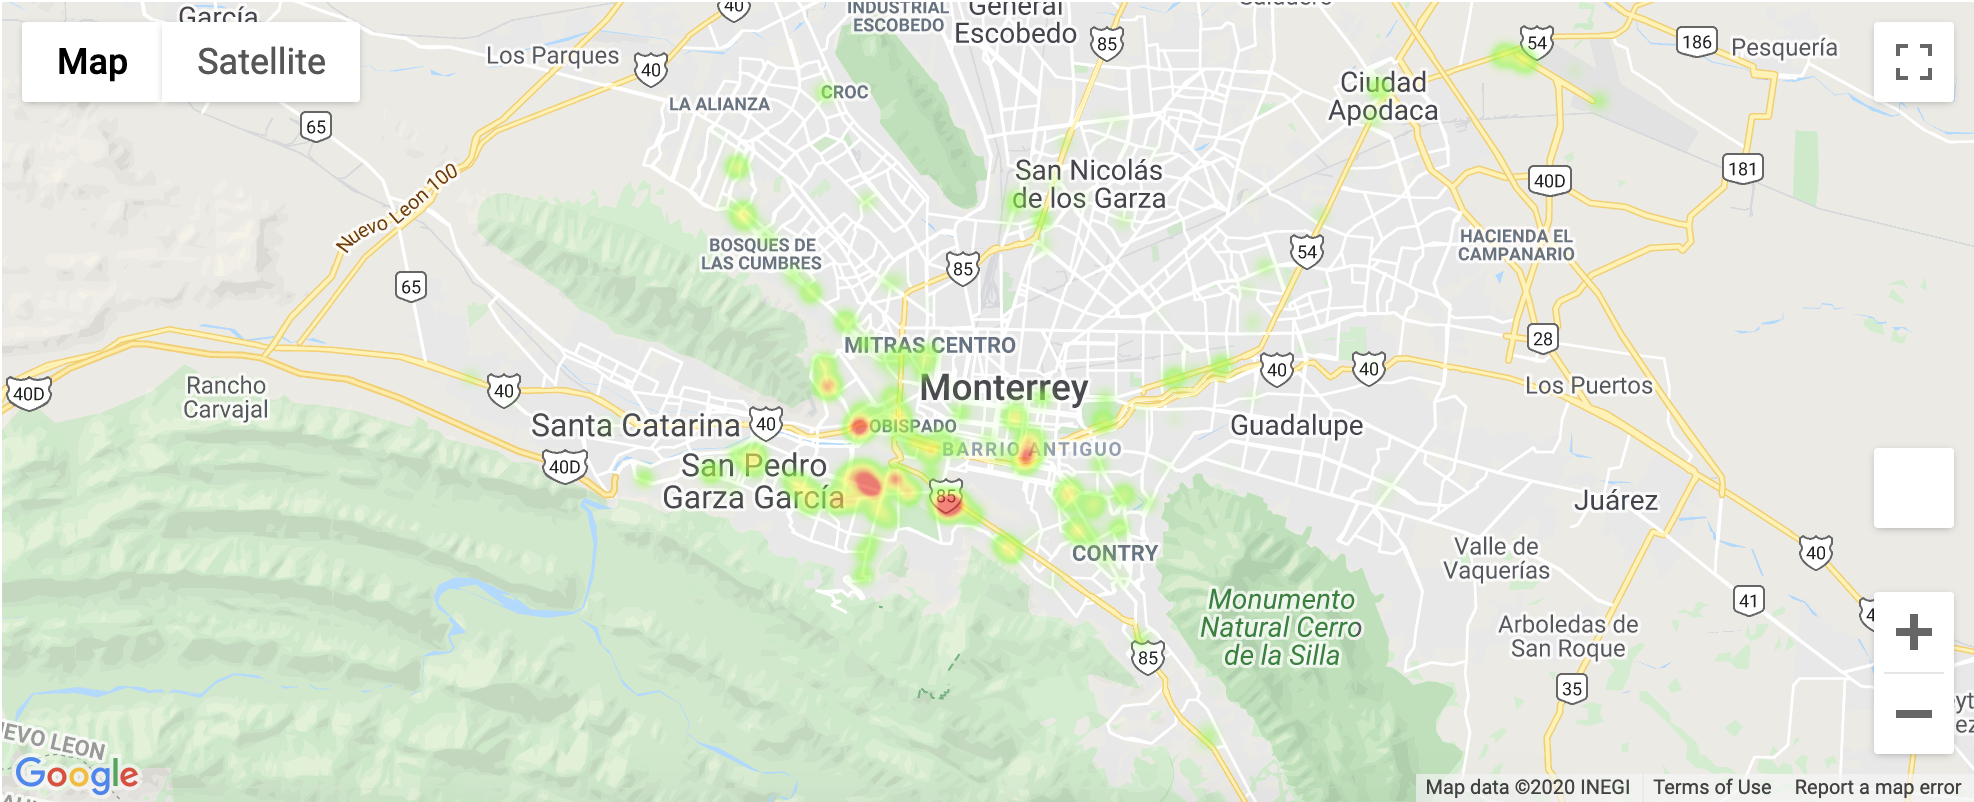 García
40
INDUSTRIAL
ESCOBEDO
General
Escobedo
85
54
186
Pesquería
Map
Satellite
Los Parques
40
Ciudad
Apodaca
LA ALIANZA
CROC
65
San Nicolás
de los Garza
181
40D
Nuevo Leon 100
BOSQUES DE
LAS CUMBRES
HACIENDA EL
CAMPANARIO
54
85
65
28
MITRAS CENTRO
Monterrey
40
40
Los Puertos
40D
Rancho
Carvajal
40
Santa Catarina
40
OBISPADO
Guadalupe
BARRIO ANTIGUO
40D
San Pedro
Garza García
85
Juárez
CONTRY
Valle de
Vaquerías
40
41
Monumento
Natural Cerro
de la Silla
Arboledas de
San Roque
85
35
NUEVO LEON
Google
Map data ©2020 INEGI
Terms of Use
Report a map error